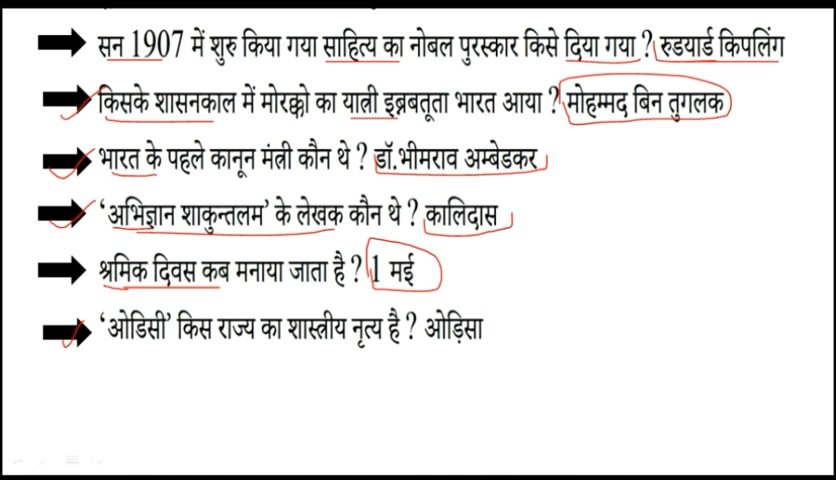 सन 1907 में शुरु किया गया साहित्य का नोबल पुरस्कार किसे दिया गया ? रुडयार्ड किपलिंग
किसके शासनकाल में मोरक्को का यात्री इब्नबतूता भारत आया ? मोहम्मद बिन तुगलक
भारत के पहले कानून मंत्री कौन थे ? डॉ.भीमराव अम्बेडकर
‘अभिज्ञान शाकुन्तलम’ के लेखक कौन थे ? कालिदास
श्रमिक दिवस कब मनाया जाता है ? 1 मई
‘ओडिसी’ किस राज्य का शास्त्रीय नृत्य है ? ओड़िसा